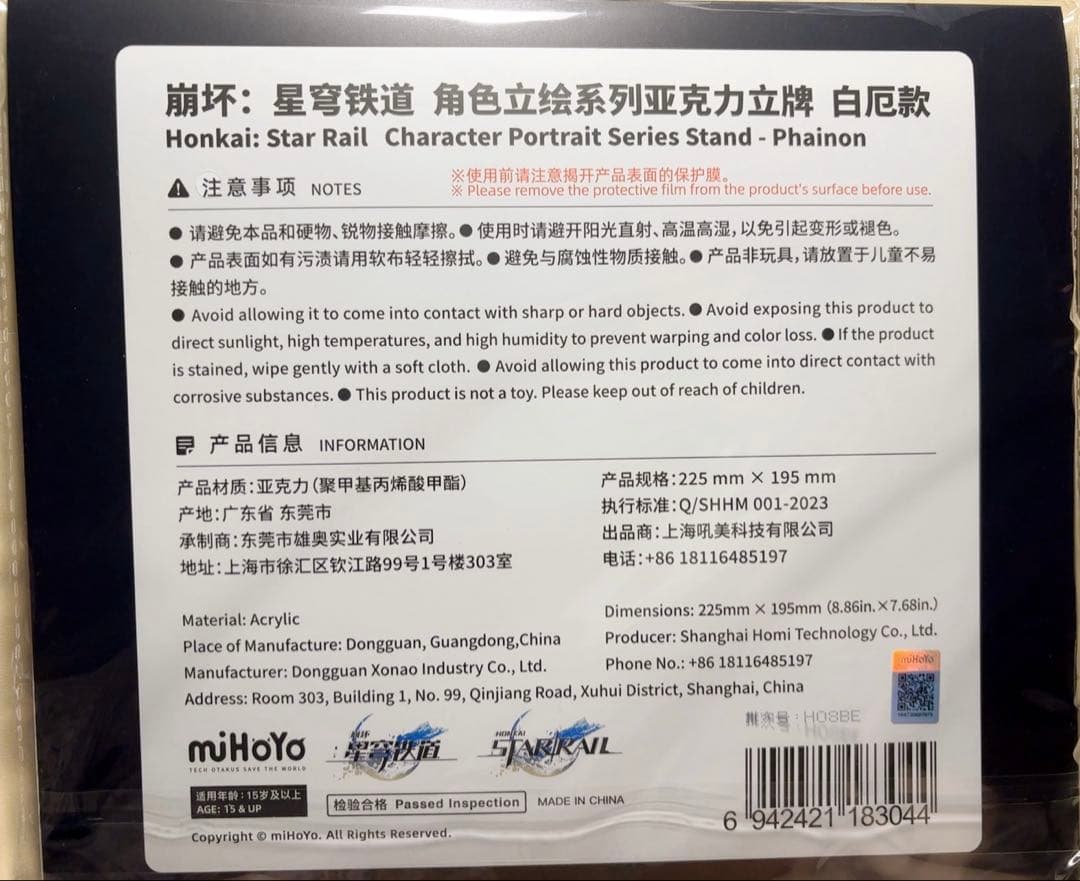 崩坏：星穹铁道 角色立绘系列亚克力立牌 白厄款
Honkai: Star Rail Character Portrait Series Stand - Phainon
注意事项 NOTES
※使用前请注意揭开产品表面的保护膜。
※ Please remove the protective film from the product's surface before use.
● 请避免本品和硬物、锐物接触摩擦。● 使用时请避开阳光直射、高温高湿，以免引起变形或褪色。
● 产品表面如有污渍请用软布轻轻擦拭。● 避免与腐蚀性物质接触。● 产品非玩具，请放置于儿童不易
接触的地方。
● Avoid allowing it to come into contact with sharp or hard objects. ● Avoid exposing this product to
direct sunlight, high temperatures, and high humidity to prevent warping and color loss. ● If the product
is stained, wipe gently with a soft cloth. ● Avoid allowing this product to come into direct contact with
corrosive substances. ● This product is not a toy. Please keep out of reach of children.
产品信息 INFORMATION
产品材质：亚克力（聚甲基丙烯酸甲酯）
产地：广东省 东莞市
承制商：东莞市雄奥实业有限公司
地址：上海市徐汇区钦江路99号1号楼303室
产品规格：225 mm × 195 mm
执行标准：Q/SHHM 001-2023
出品商：上海吼美科技有限公司
电话：+86 18116485197
Material: Acrylic
Place of Manufacture: Dongguan, Guangdong,China
Manufacturer: Dongguan Xonao Industry Co., Ltd.
Address: Room 303, Building 1, No. 99, Qinjiang Road, Xuhui District, Shanghai, China
Dimensions: 225mm × 195mm (8.86in.×7.68in.)
Producer: Shanghai Homi Technology Co., Ltd.
Phone No.: +86 18116485197
miHoYo
批次号：H08BE
miHoYo
TECH OTAKUS SAVE THE WORLD
崩坏：星穹铁道
HONKAI STAR RAIL
适用年龄：15岁及以上
AGE: 15 & UP
检验合格 Passed Inspection
MADE IN CHINA
6 942421 183044
Copyright © miHoYo. All Rights Reserved.